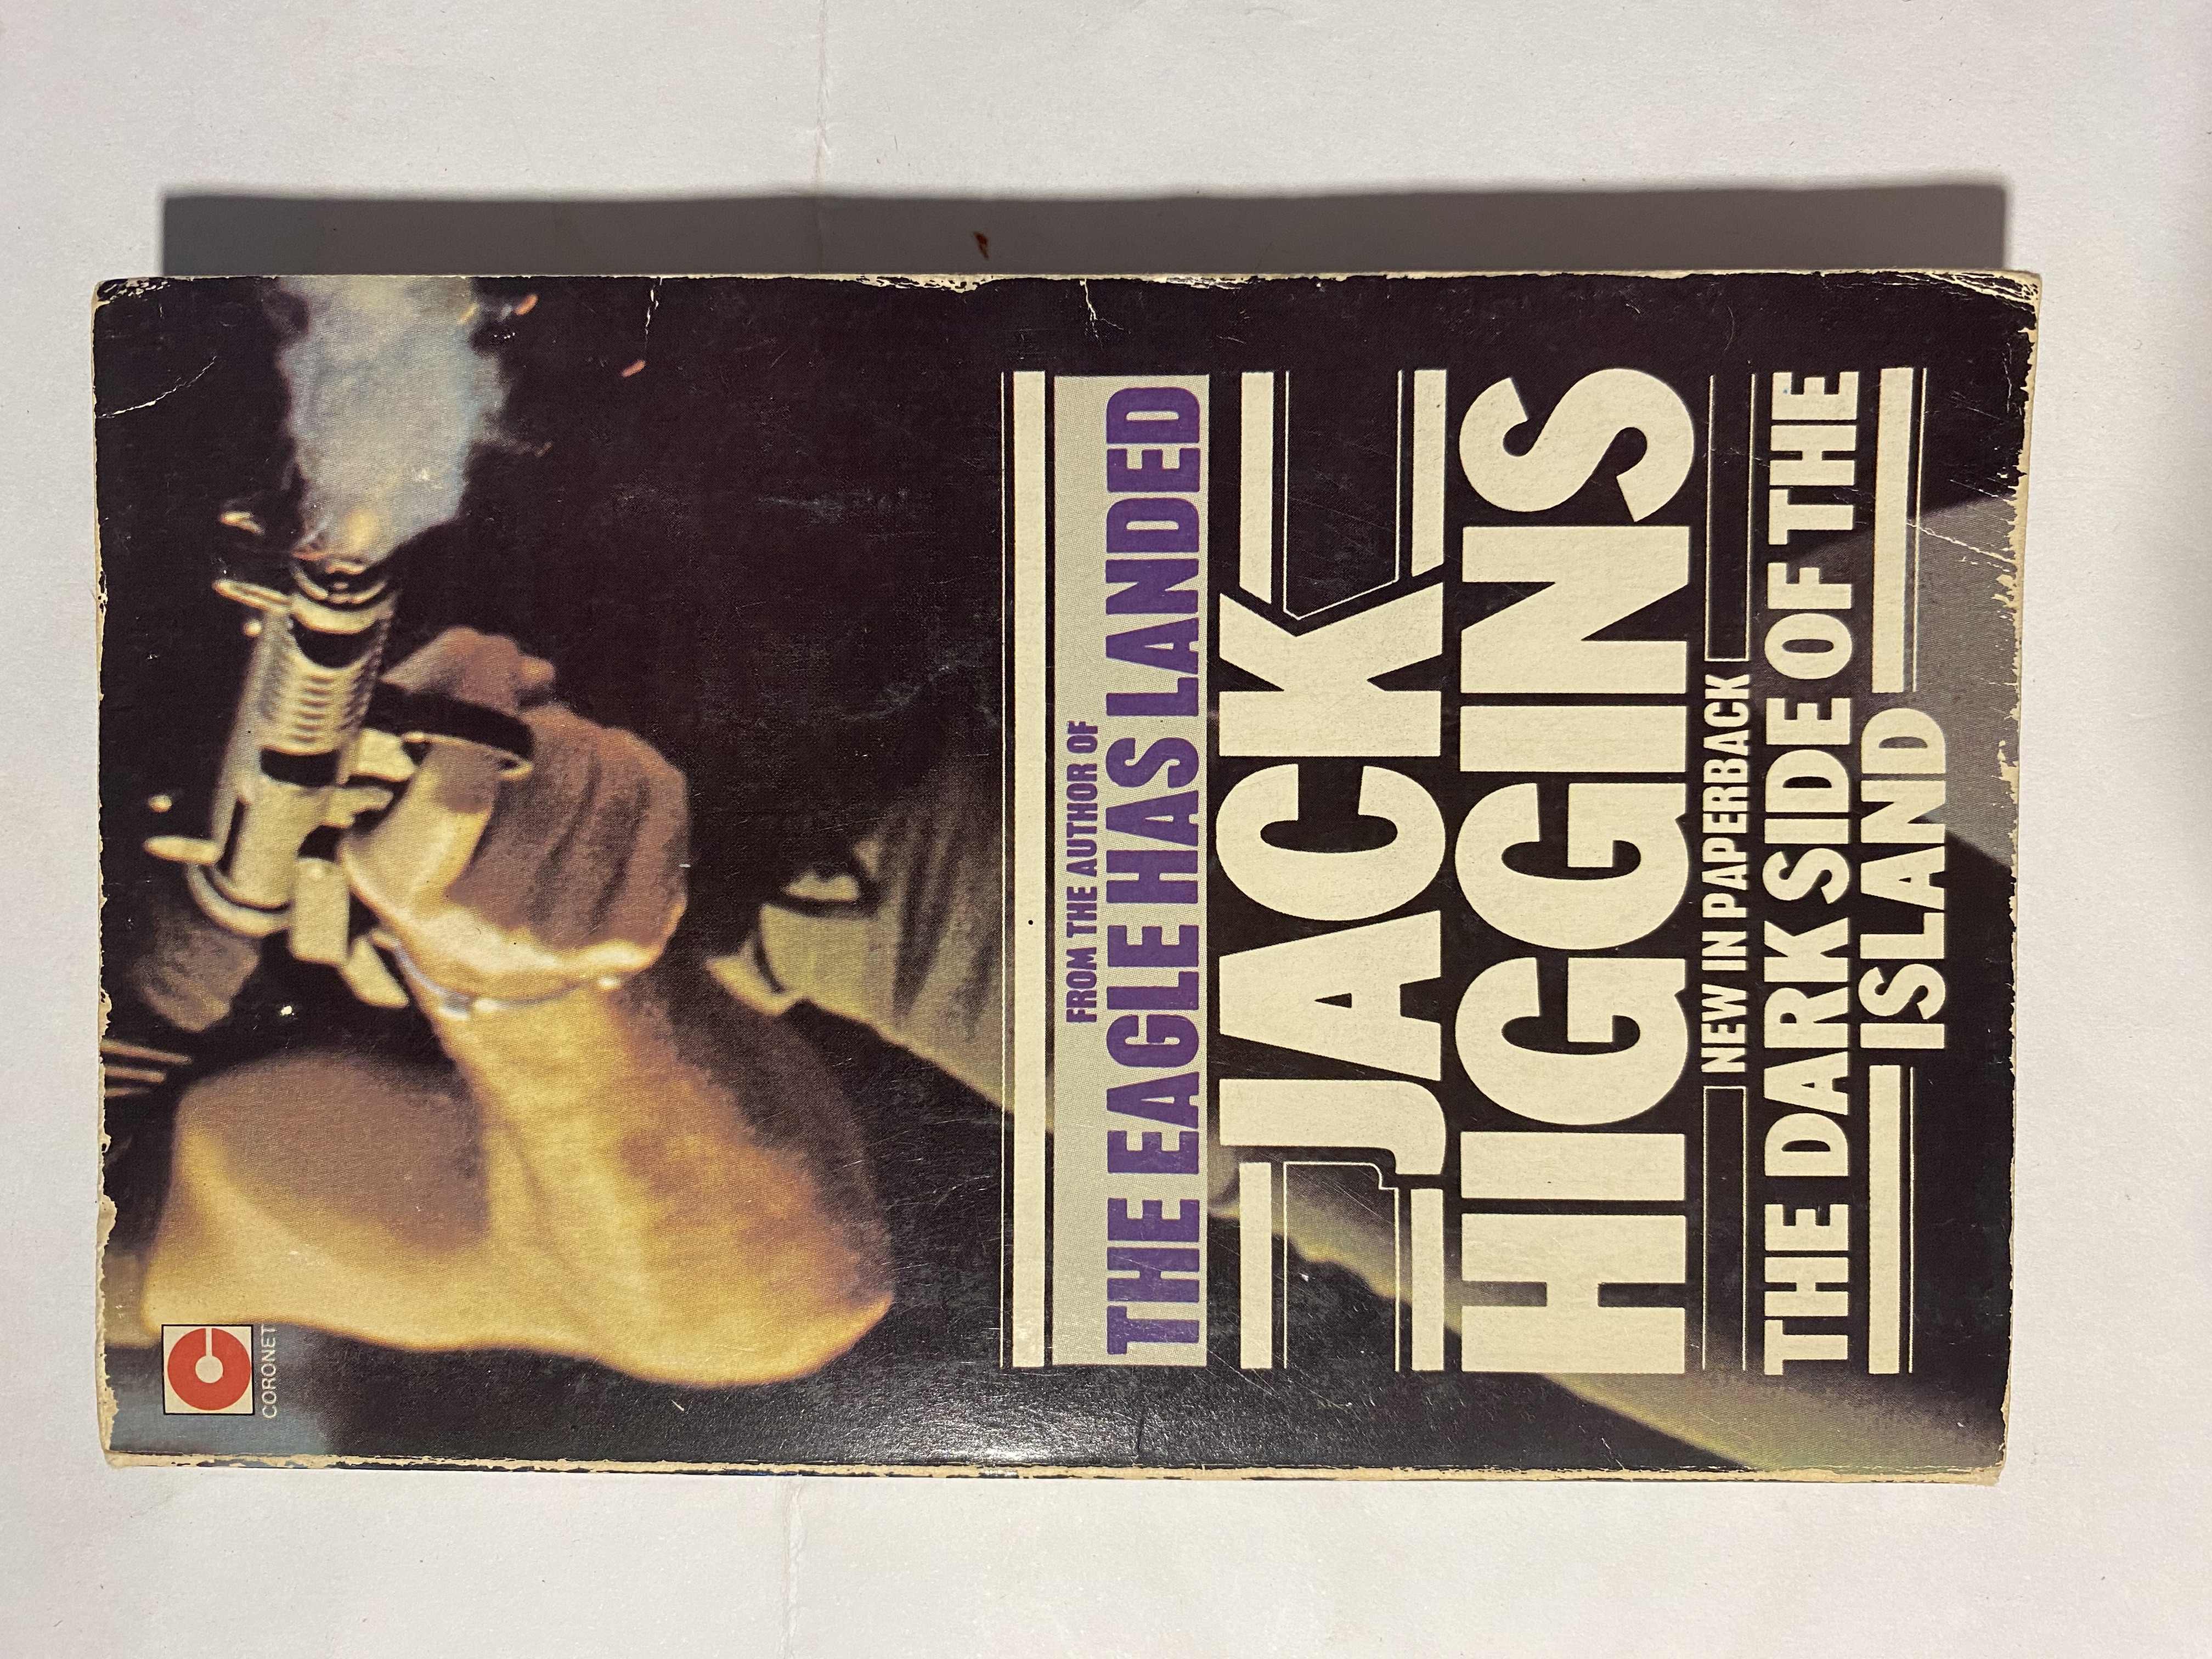 CORONET
FROM THE AUTHOR OF
THE EAGLE HAS LANDED
JACK
HIGGINS
NEW IN PAPERBACK
THE DARK SIDE OF THE
ISLAND